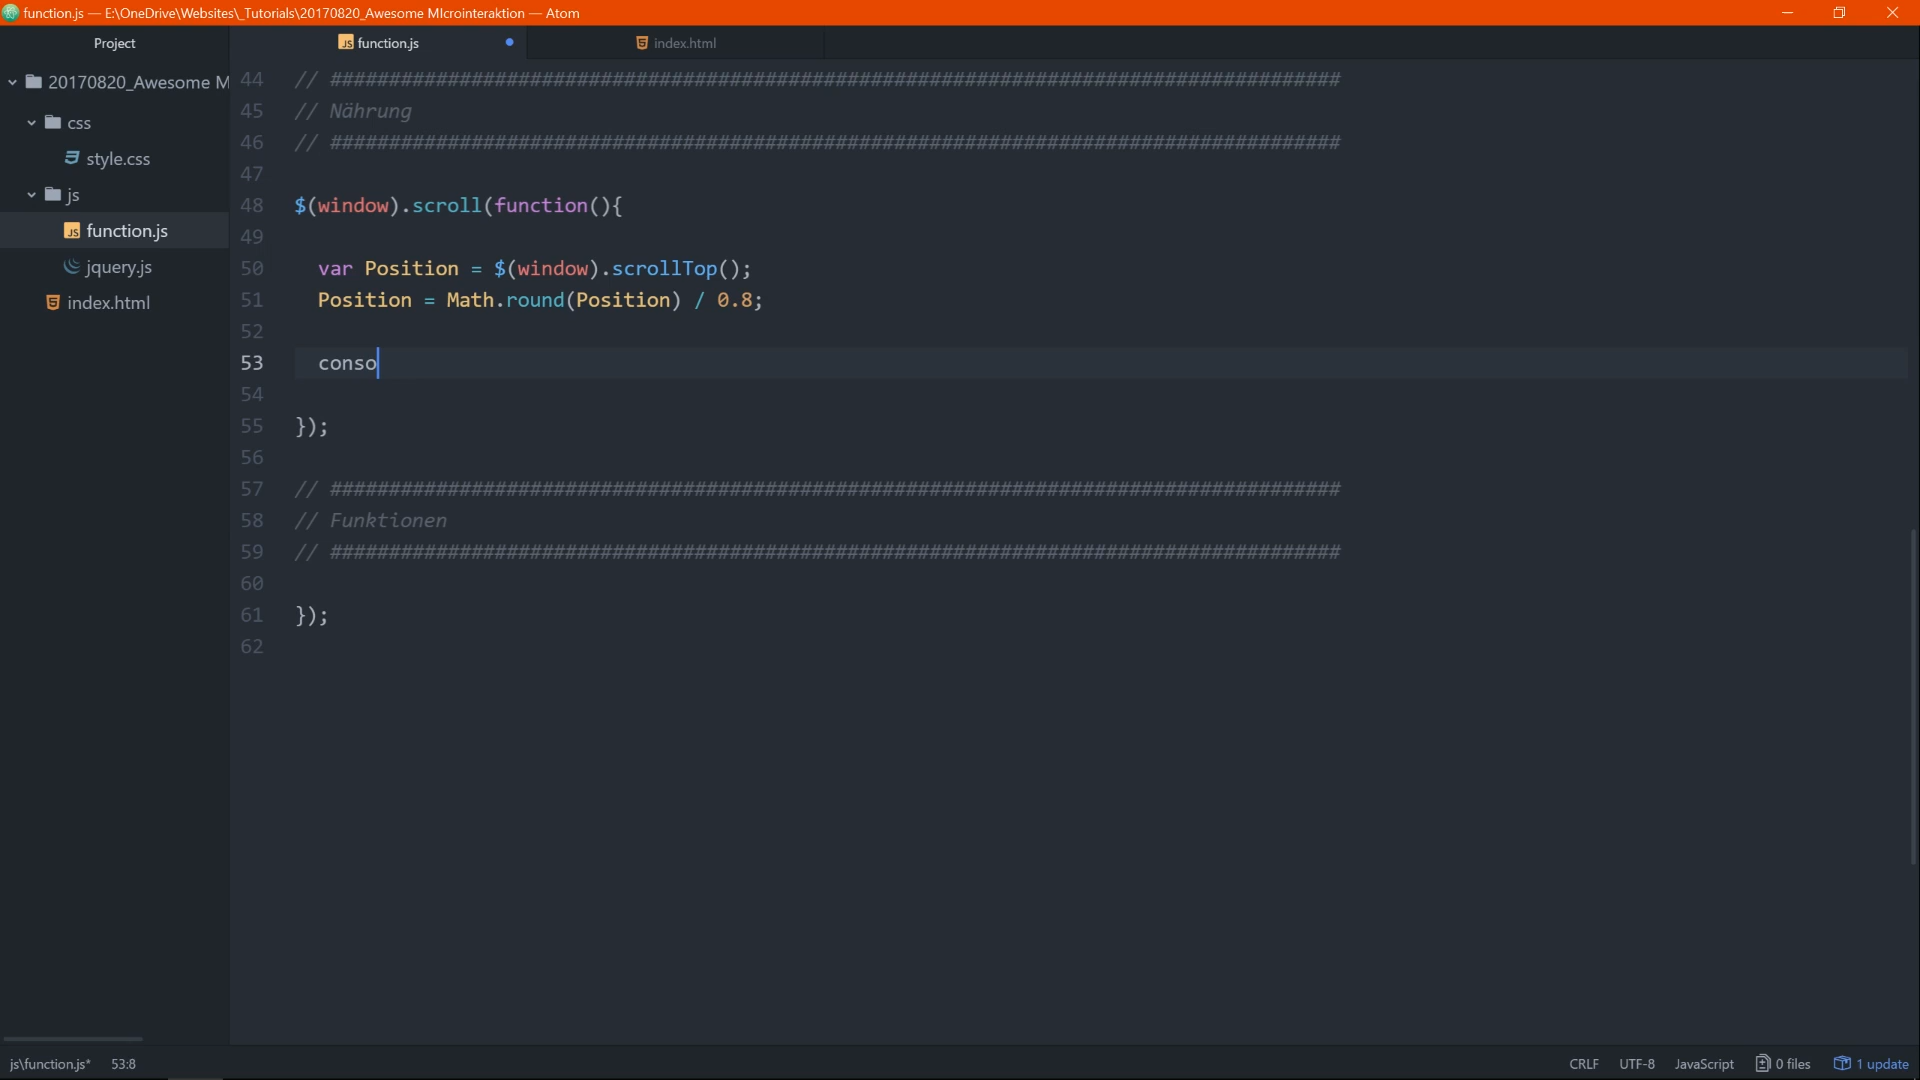 function.js — E:\OneDrive\Websites\_Tutorials\20170820_Awesome MIcrointeraktion — Atom
Project
function.js
index.html
20170820_Awesome M
css
style.css
js
function.js
jquery.js
index.html
44 // ######################################################################################
45 // Nährung
46 // ######################################################################################
47
48 $(window).scroll(function(){
49
50 var Position = $(window).scrollTop();
51 Position = Math.round(Position) / 0.8;
52
53 conso
54
55 });
56
57 // ######################################################################################
58 // Funktionen
59 // ######################################################################################
60
61 });
62
js\function.js* 53:8
CRLF UTF-8 JavaScript 0 files 1 update